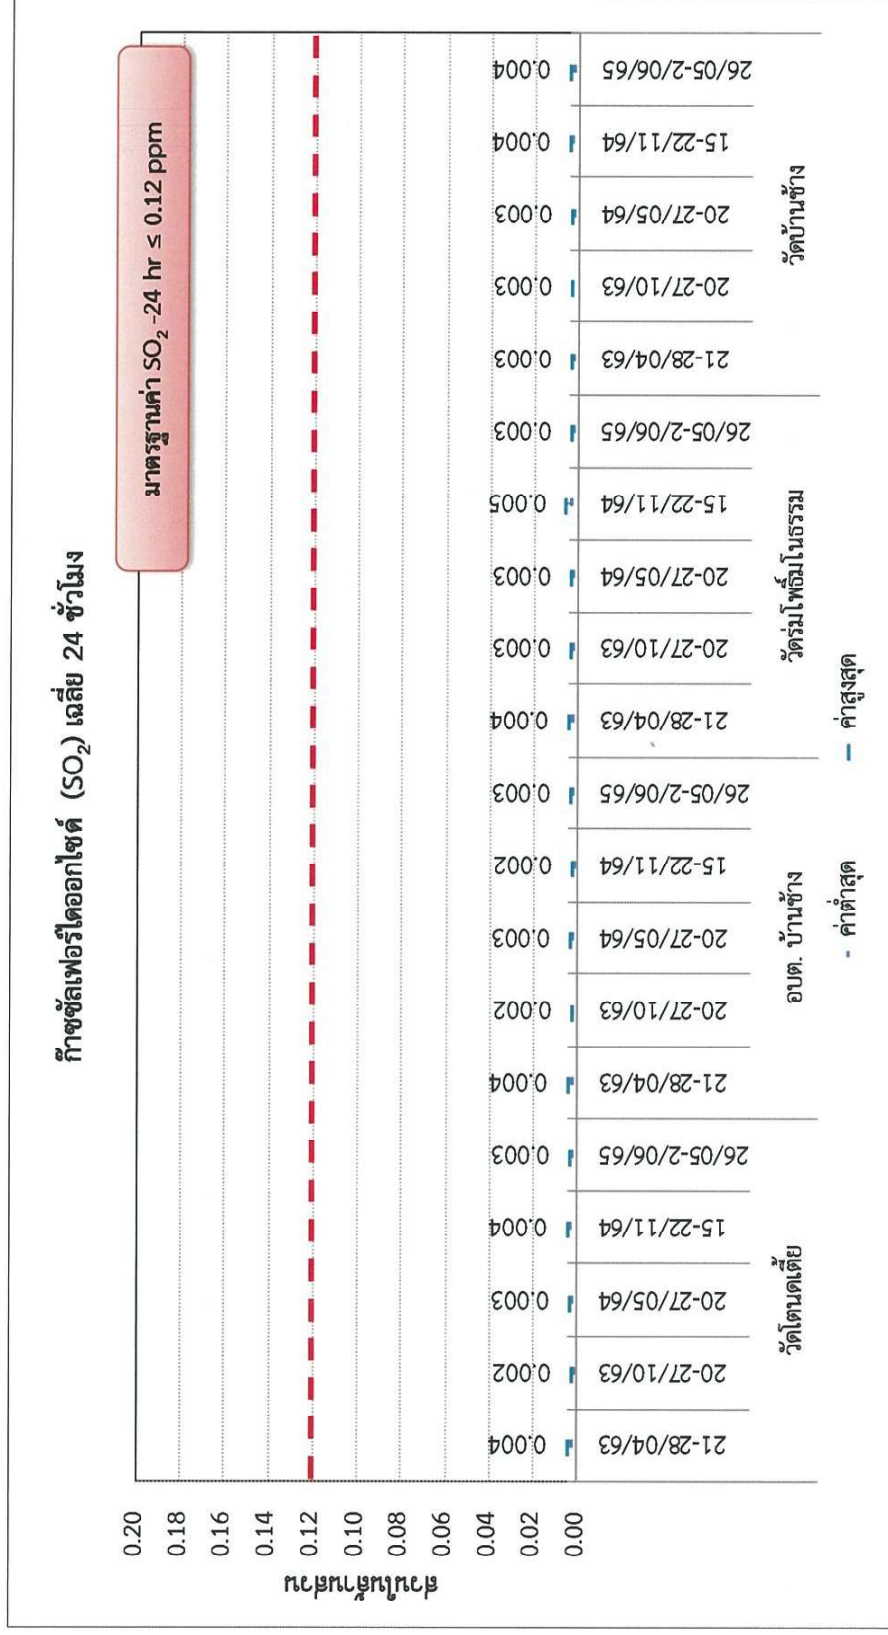 ก๊าซซัลเฟอร์ไดออกไซด์ (SO2) เฉลี่ย 24 ชั่วโมง
มาตรฐานค่า SO2 -24 hr ≤ 0.12 ppm
ส่วนในล้านส่วน
0.20
0.18
0.16
0.14
0.12
0.10
0.08
0.06
0.04
0.02
0.00
0.004 0.002 0.003 0.004 0.003 0.004 0.002 0.003 0.002 0.003 0.004 0.003 0.003 0.005 0.003 0.003 0.003 0.003 0.004 0.004
21-28/04/63 20-27/10/63 20-27/05/64 15-22/11/64 26/05-2/06/65 21-28/04/63 20-27/10/63 20-27/05/64 15-22/11/64 26/05-2/06/65 21-28/04/63 20-27/10/63 20-27/05/64 15-22/11/64 26/05-2/06/65 21-28/04/63 20-27/10/63 20-27/05/64 15-22/11/64 26/05-2/06/65
วัดโตนดเตี้ย อบต. บ้านช้าง วัดร่มโพธิ์มโนธรรม วัดบ้านช้าง
- ค่าต่ำสุด – ค่าสูงสุด